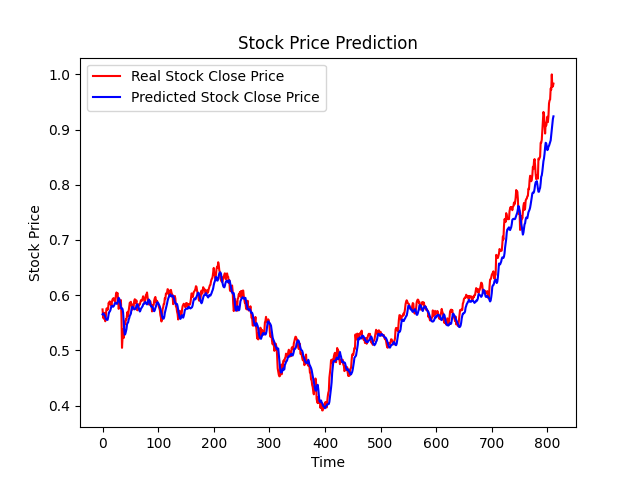 Stock Price Prediction
Real Stock Close Price
Predicted Stock Close Price
Stock Price
1.0
0.9
0.8
0.7
0.6
0.5
0.4
0 100 200 300 400 500 600 700 800
Time